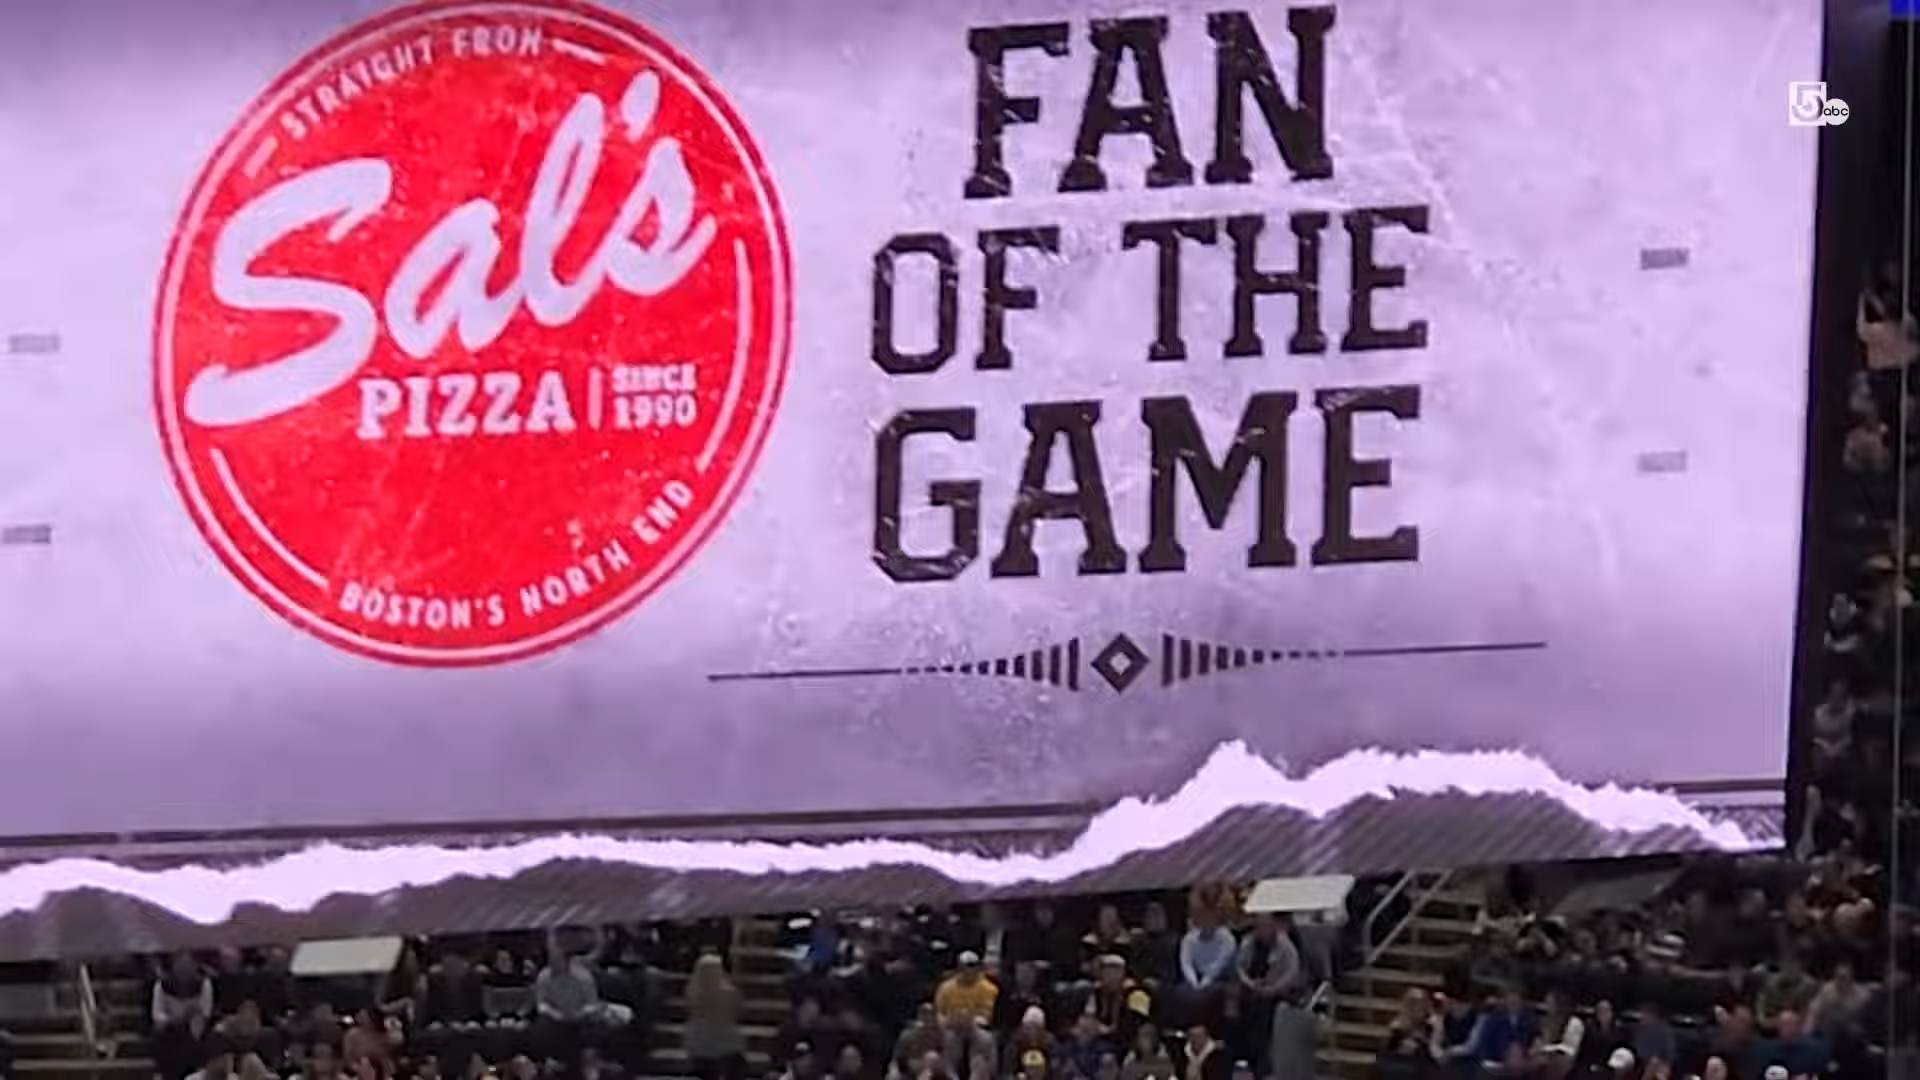 STRAIGHT FROM
Sal's
PIZZA | SINCE 1990
BOSTON'S NORTH END
FAN
OF THE
GAME
5 abc